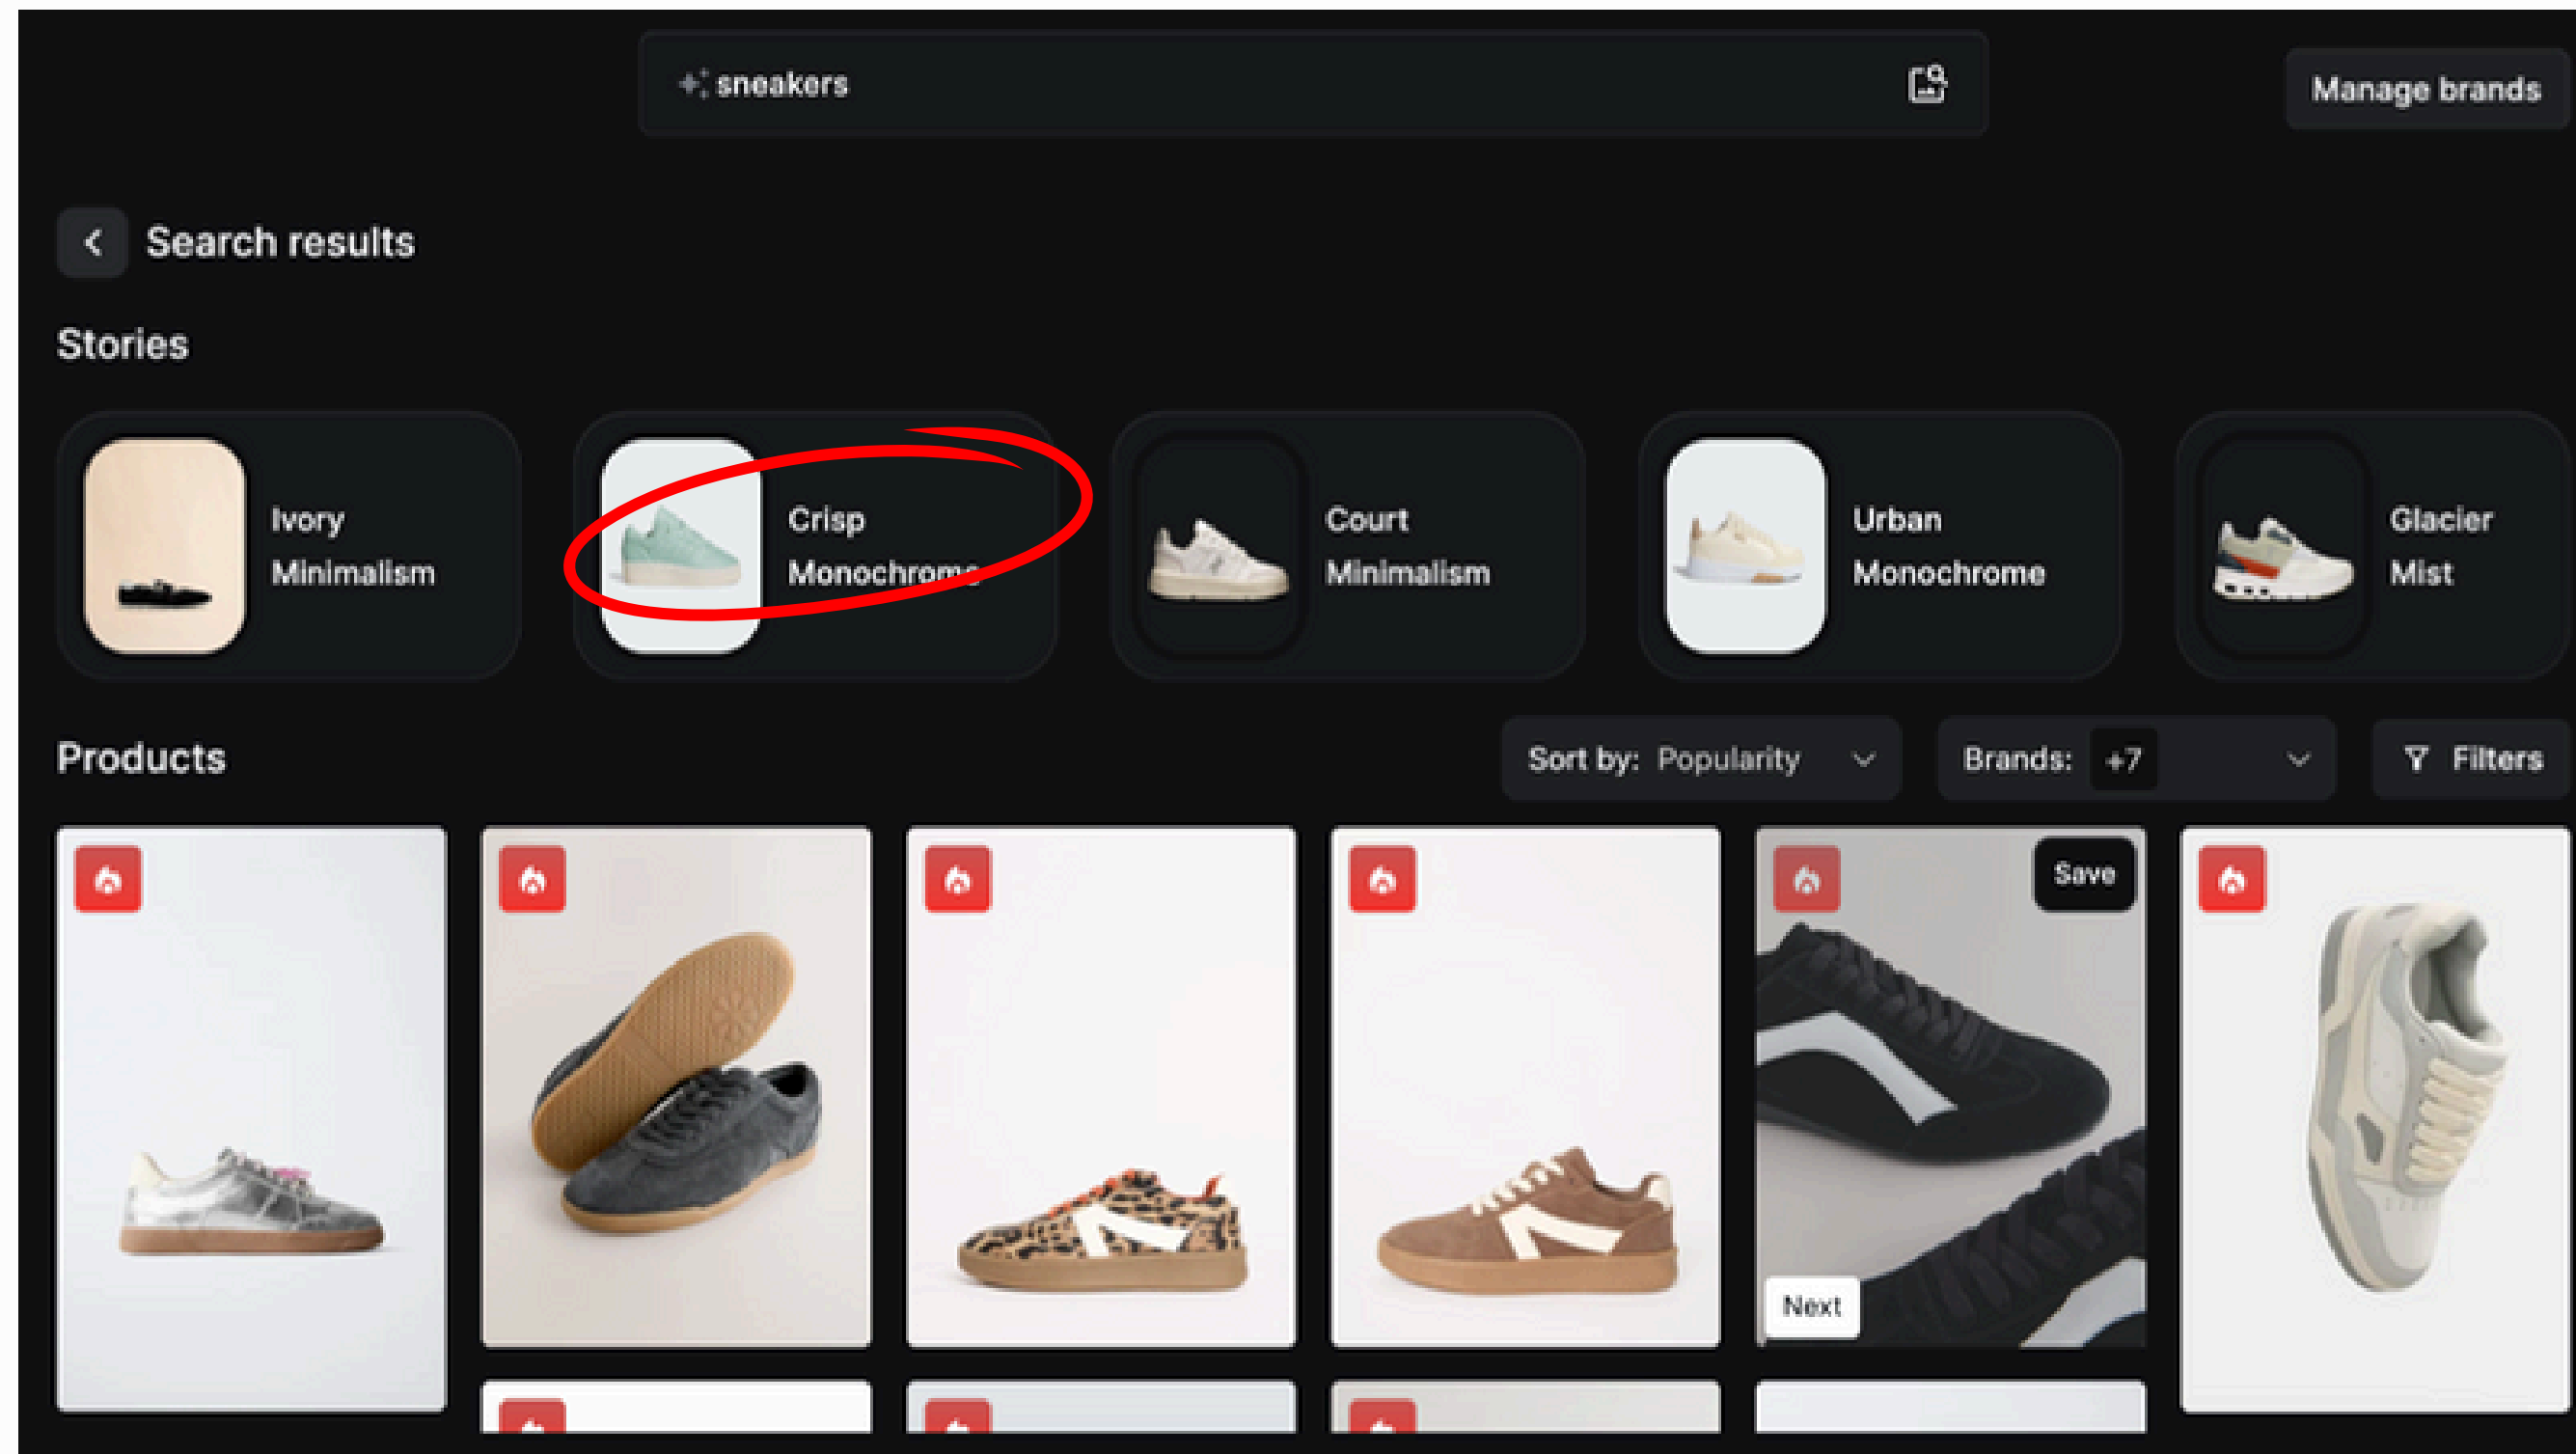 sneakers
Manage brands
Search results
Stories
Ivory
Minimalism
Crisp
Monochrome
Court
Minimalism
Urban
Monochrome
Glacier
Mist
Products
Sort by: Popularity
Brands: +7
Filters
Save
Next